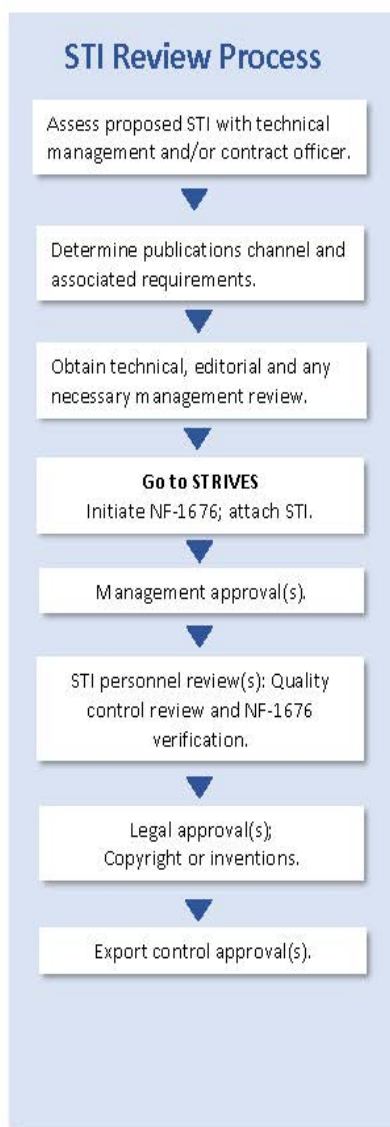 STI Review Process
Assess proposed STI with technical
management and/or contract officer.
Determine publications channel and
associated requirements.
Obtain technical, editorial and any
necessary management review.
Go to STRIVES
Initiate NF-1676; attach STI.
Management approval(s).
STI personnel review(s): Quality
control review and NF-1676
verification.
Legal approval(s);
Copyright or inventions.
Export control approval(s).